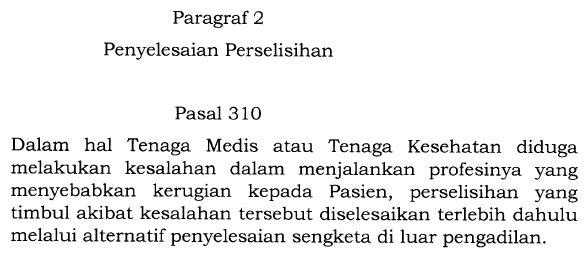 Paragraf 2
Penyelesaian Perselisihan
Pasal 310
Dalam hal Tenaga Medis atau Tenaga Kesehatan diduga
melakukan kesalahan dalam menjalankan profesinya yang
menyebabkan kerugian kepada Pasien, perselisihan yang
timbul akibat kesalahan tersebut diselesaikan terlebih dahulu
melalui alternatif penyelesaian sengketa di luar pengadilan.